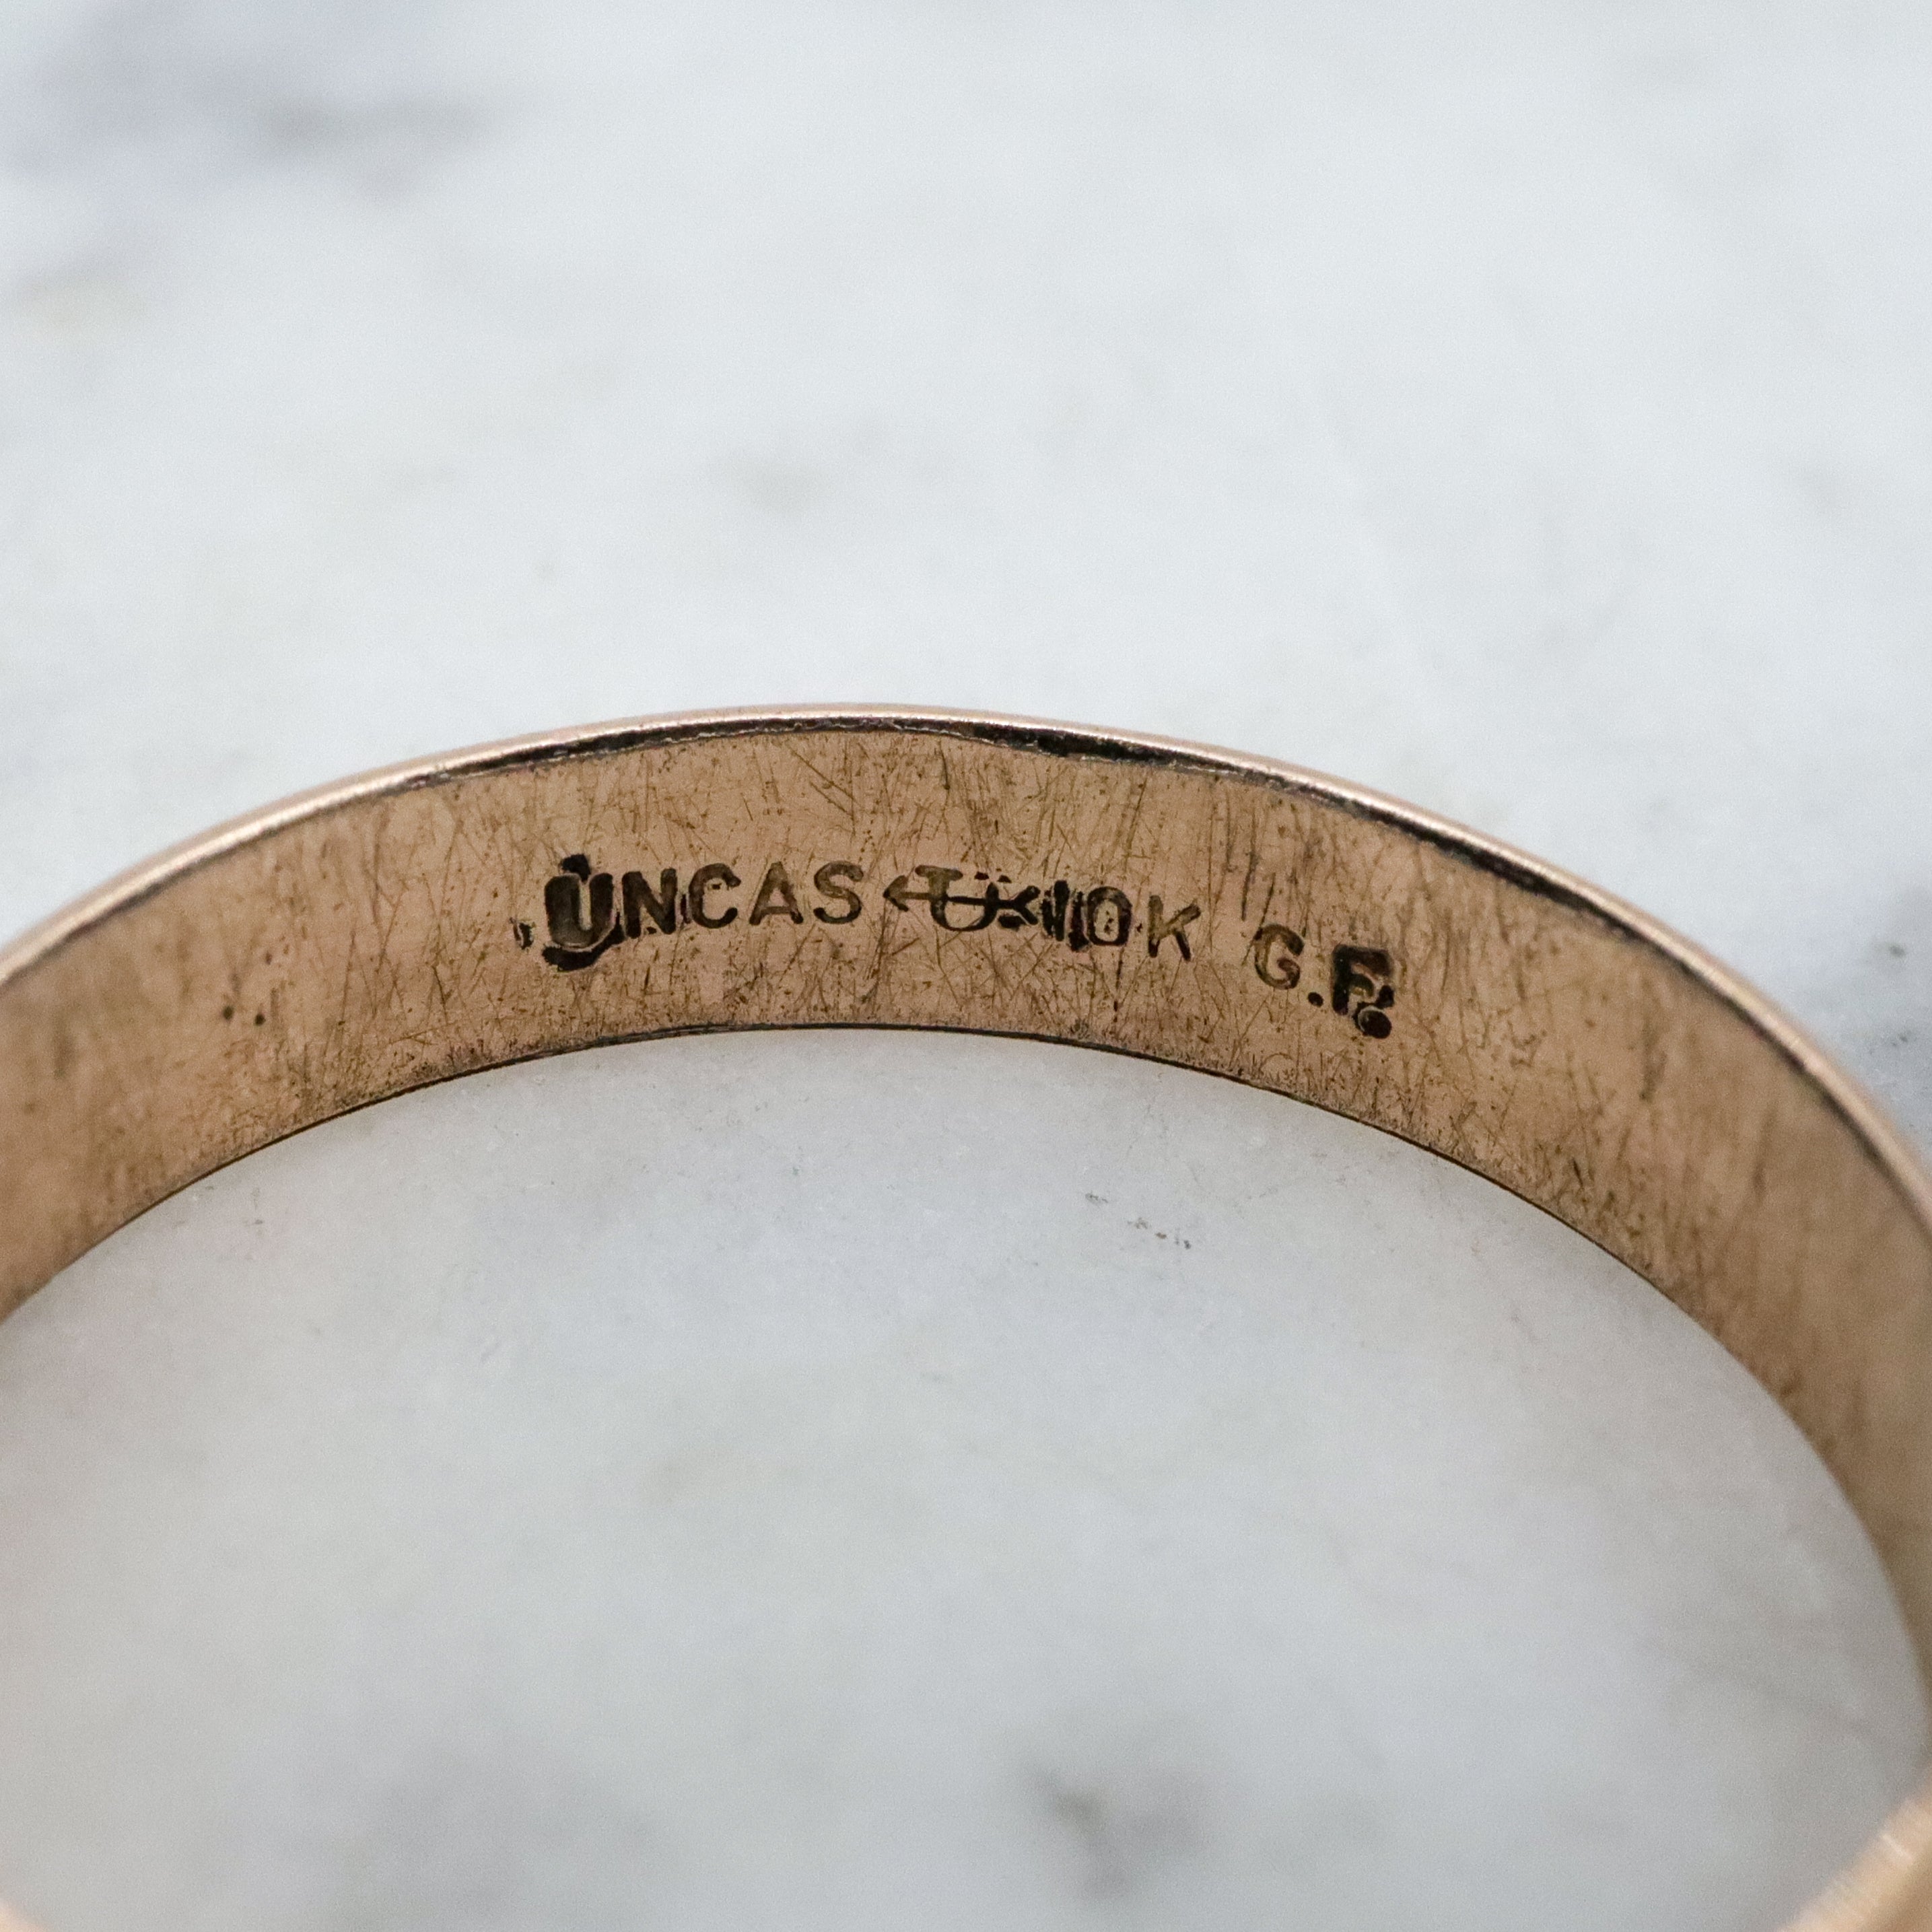 UNCAS U 10K G.F.